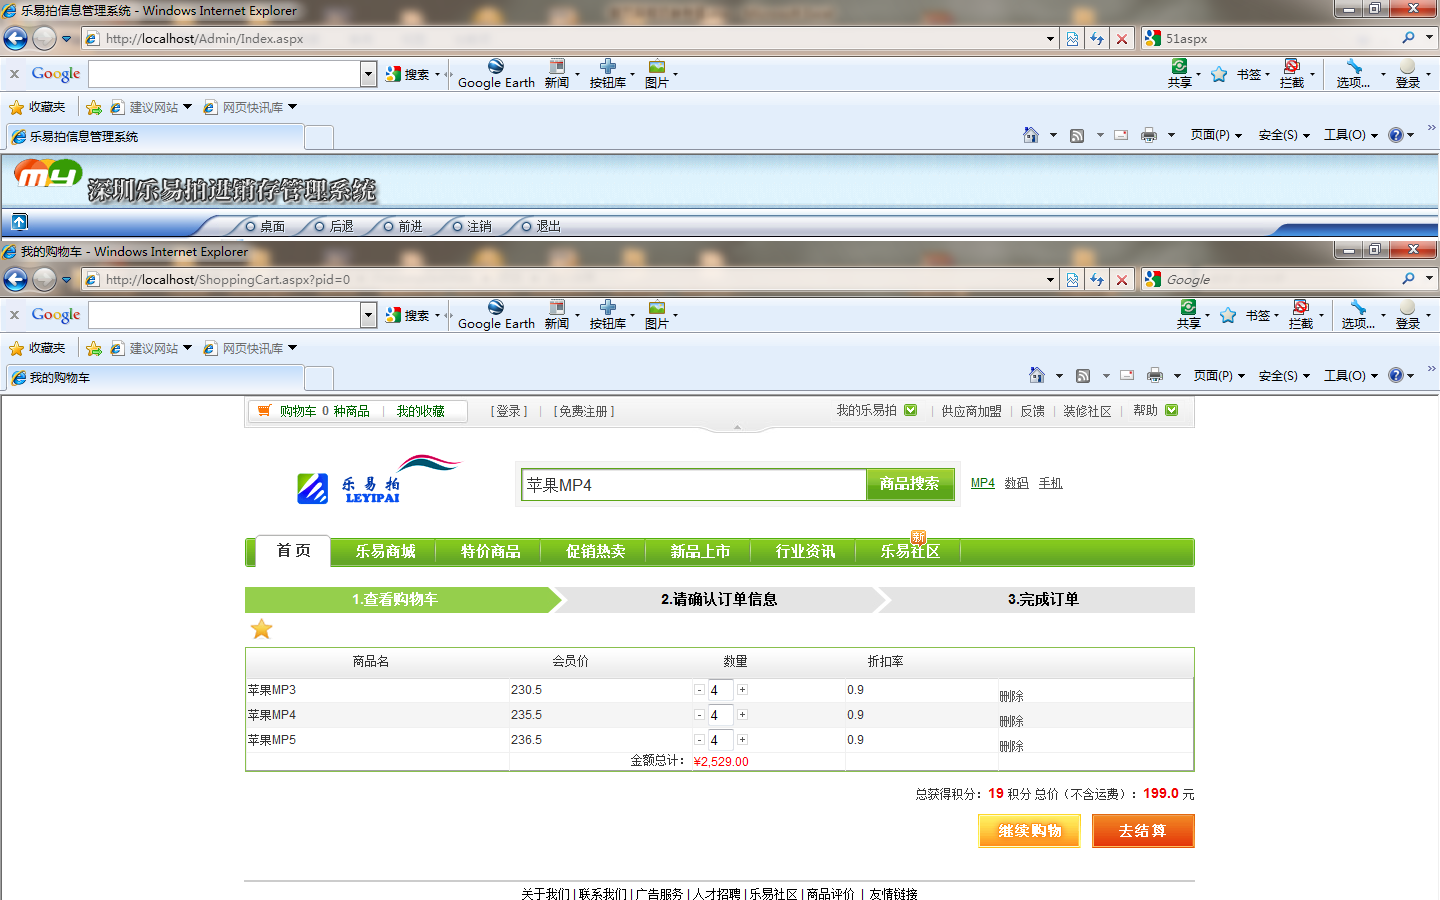 乐易拍信息管理系统 - Windows Internet Explorer
http://localhost/Admin/Index.aspx
51aspx
x Google 搜索 Google Earth 新闻 按钮库 图片 共享 书签 拦截 选项... 登录
收藏夹 建议网站 网页快讯库
乐易拍信息管理系统 页面(P) 安全(S) 工具(O) »
my 深圳乐易拍进销存管理系统
桌面 后退 前进 注销 退出
我的购物车 - Windows Internet Explorer
http://localhost/ShoppingCart.aspx?pid=0
Google
x Google 搜索 Google Earth 新闻 按钮库 图片 共享 书签 拦截 选项... 登录
收藏夹 建议网站 网页快讯库
我的购物车 页面(P) 安全(S) 工具(O) »
购物车 0 种商品 | 我的收藏 [ 登录 ] | [ 免费注册 ] 我的乐易拍 | 供应商加盟 | 反馈 | 装修社区 | 帮助
乐易拍
LEYIPAI
苹果MP4 商品搜索 MP4 数码 手机
新
首 页 乐易商城 特价商品 促销热卖 新品上市 行业资讯 乐易社区
1.查看购物车 2.请确认订单信息 3.完成订单
商品名 会员价 数量 折扣率
苹果MP3 230.5 - 4 + 0.9 删除
苹果MP4 235.5 - 4 + 0.9 删除
苹果MP5 236.5 - 4 + 0.9 删除
金额总计： ¥2,529.00
总获得积分：19 积分 总价（不含运费）：199.0 元
继续购物 去结算
关于我们 | 联系我们 | 广告服务 | 人才招聘 | 乐易社区 | 商品评价 | 友情链接